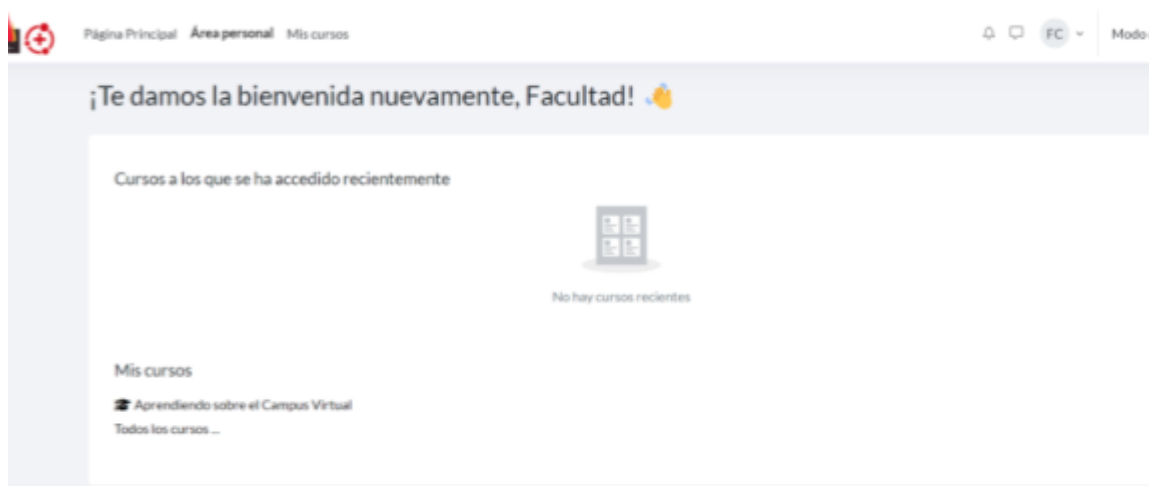 Página Principal Área personal Mis cursos FC Modo
¡Te damos la bienvenida nuevamente, Facultad! 👋
Cursos a los que se ha accedido recientemente
No hay cursos recientes
Mis cursos
Aprendiendo sobre el Campus Virtual
Todos los cursos ...